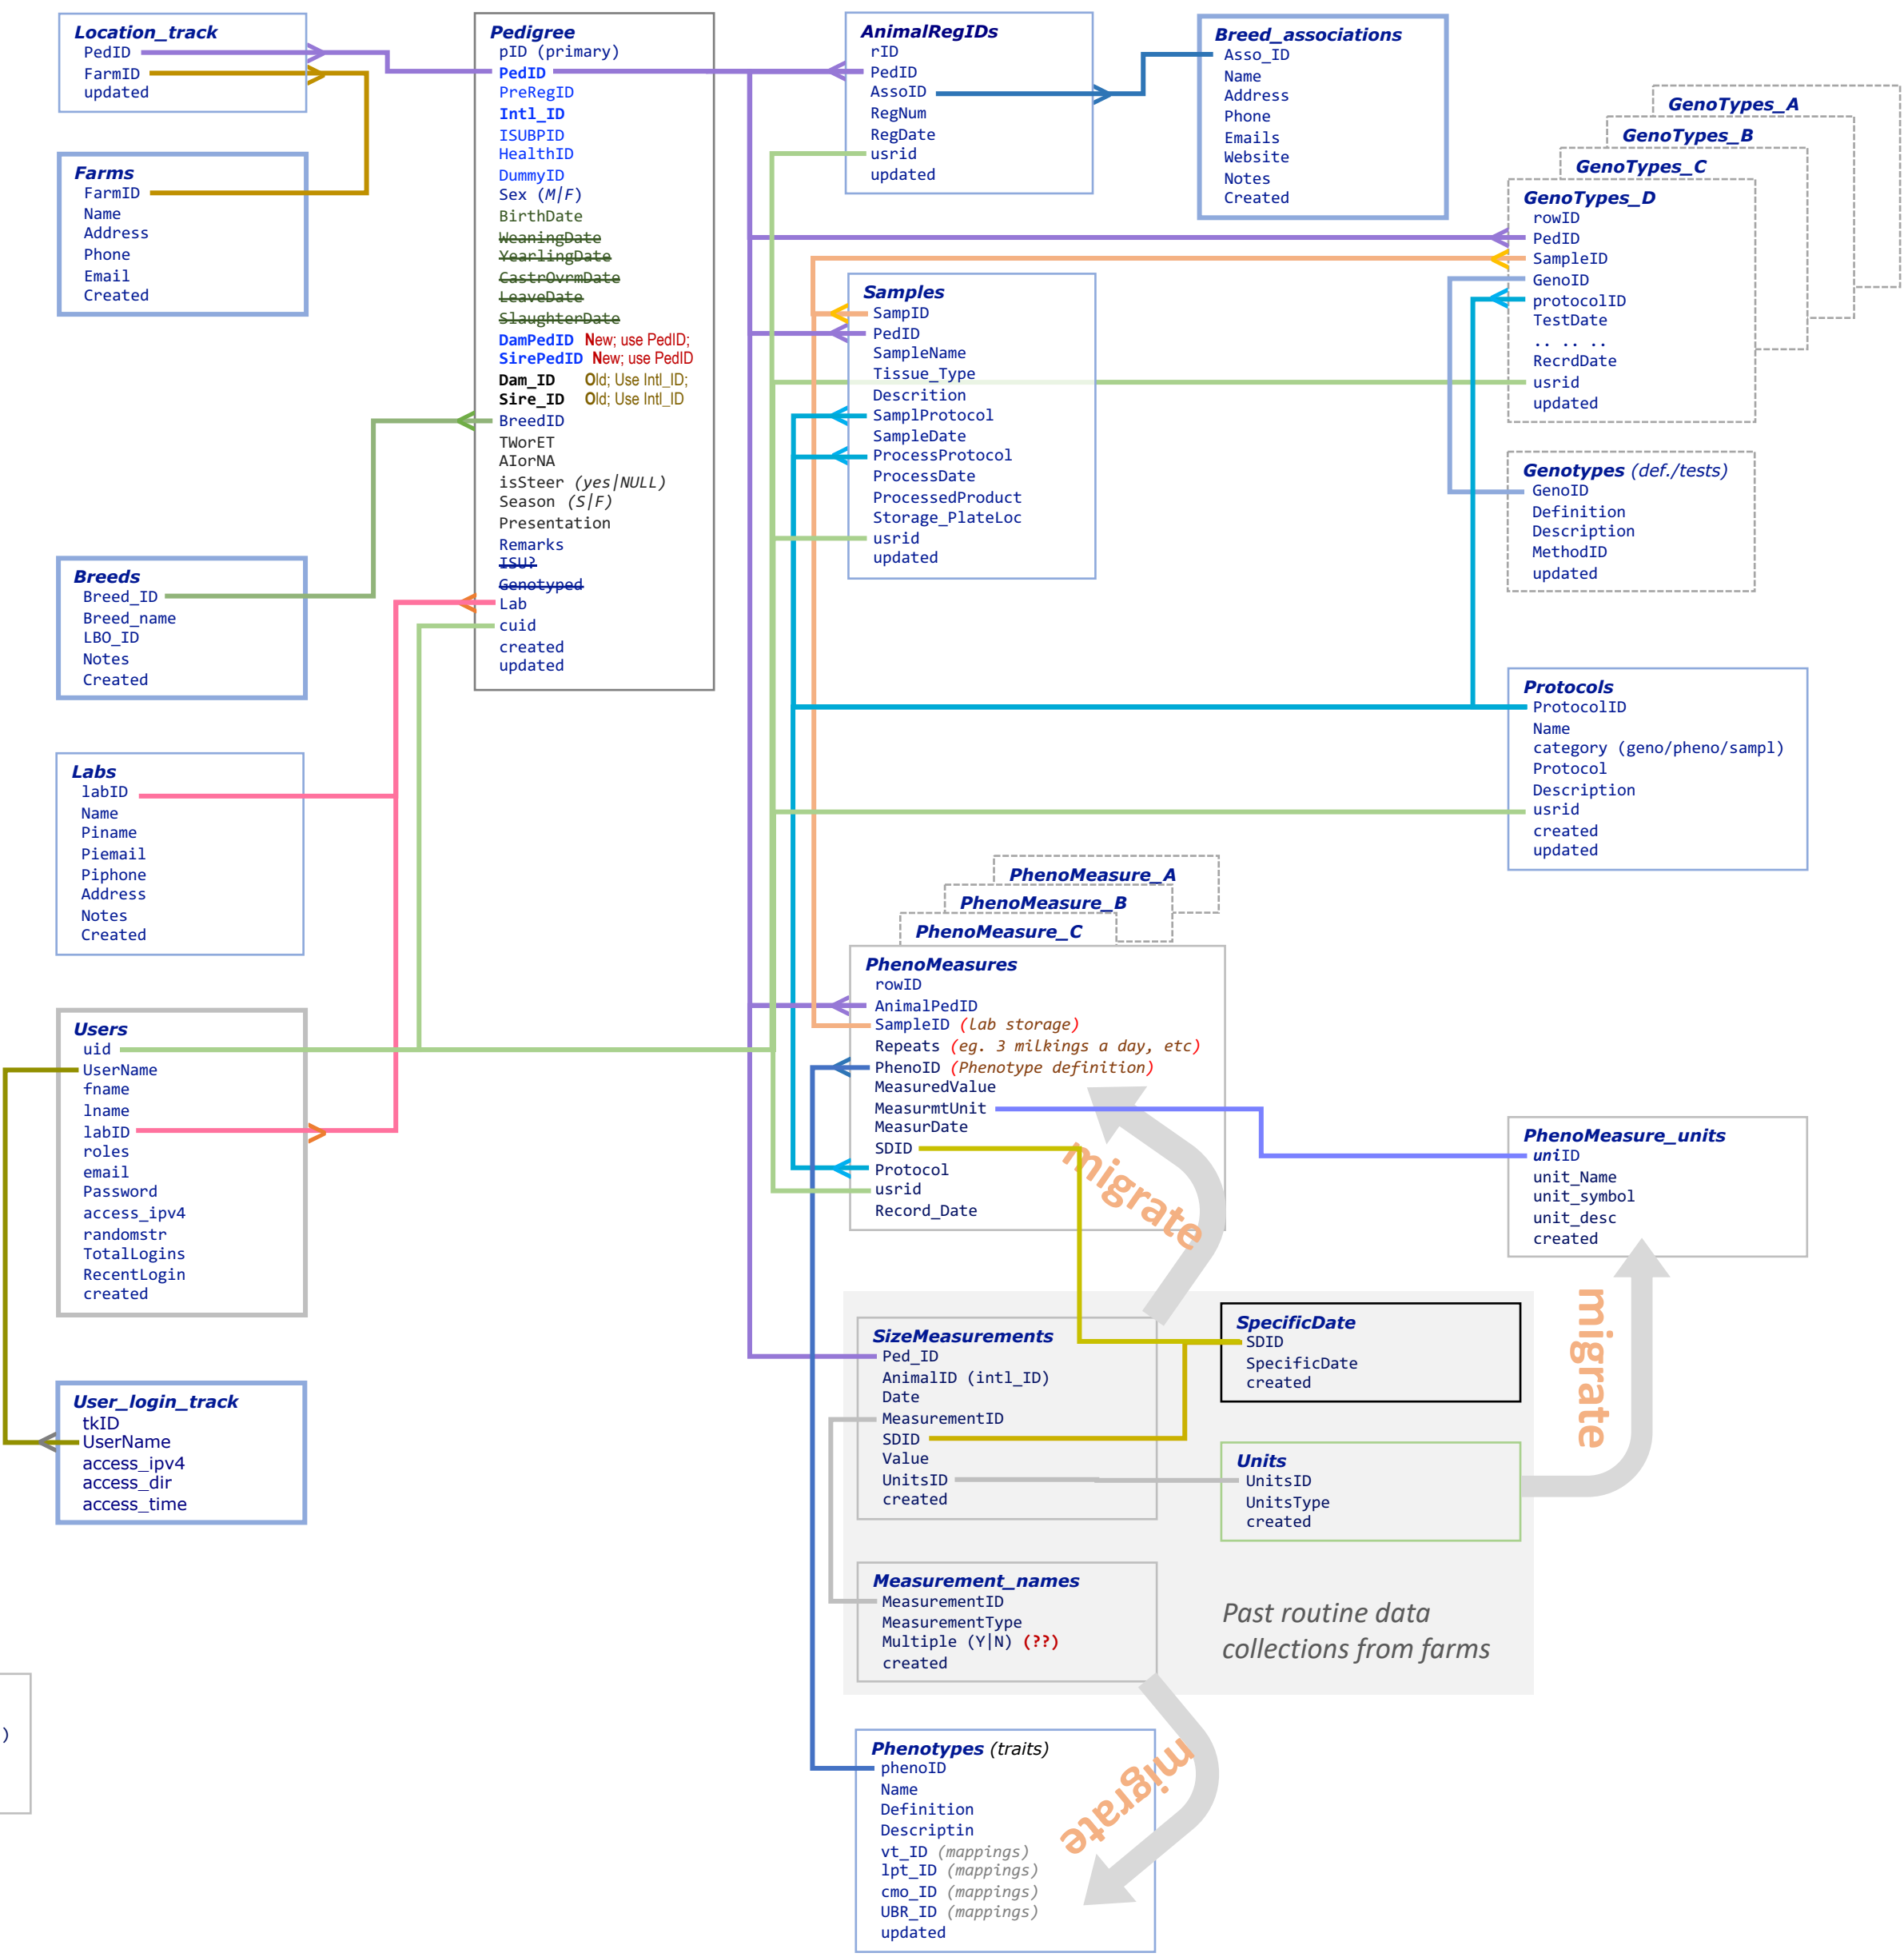 Location_track
PedID
FarmID
updated
Farms
FarmID
Name
Address
Phone
Email
Created
Breeds
Breed_ID
Breed_name
LBO_ID
Notes
Created
Labs
labID
Name
Piname
Piemail
Piphone
Address
Notes
Created
Users
uid
UserName
fname
lname
labID
roles
email
Password
access_ipv4
randomstr
TotalLogins
RecentLogin
created
User_login_track
tkID
UserName
access_ipv4
access_dir
access_time
)
Pedigree
pID (primary)
PedID
PreRegID
Intl_ID
ISUBPID
HealthID
DummyID
Sex (M|F)
BirthDate
WeaningDate
YearlingDate
CastrOvrmDate
LeaveDate
SlaughterDate
DamPedID New; use PedID;
SirePedID New; use PedID
Dam_ID Old; Use Intl_ID;
Sire_ID Old; Use Intl_ID
BreedID
TWorET
AIorNA
isSteer (yes|NULL)
Season (S|F)
Presentation
Remarks
ISU?
Genotyped
Lab
cuid
created
updated
AnimalRegIDs
rID
PedID
AssoID
RegNum
RegDate
usrid
updated
Breed_associations
Asso_ID
Name
Address
Phone
Emails
Website
Notes
Created
GenoTypes_A
GenoTypes_B
GenoTypes_C
GenoTypes_D
rowID
PedID
SampleID
GenoID
protocolID
TestDate
.. .. ..
RecrdDate
usrid
updated
Samples
SampID
PedID
SampleName
Tissue_Type
Descrition
SamplProtocol
SampleDate
ProcessProtocol
ProcessDate
ProcessedProduct
Storage_PlateLoc
usrid
updated
Genotypes (def./tests)
GenoID
Definition
Description
MethodID
updated
Protocols
ProtocolID
Name
category (geno/pheno/sampl)
Protocol
Description
usrid
created
updated
PhenoMeasure_A
PhenoMeasure_B
PhenoMeasure_C
PhenoMeasures
rowID
AnimalPedID
SampleID (lab storage)
Repeats (eg. 3 milkings a day, etc)
PhenoID (Phenotype definition)
MeasuredValue
MeasurmtUnit
MeasurDate
SDID
Protocol
usrid
Record_Date
migrate
PhenoMeasure_units
uniID
unit_Name
unit_symbol
unit_desc
created
migrate
SizeMeasurements
Ped_ID
AnimalID (intl_ID)
Date
MeasurementID
SDID
Value
UnitsID
created
SpecificDate
SDID
SpecificDate
created
Units
UnitsID
UnitsType
created
Measurement_names
MeasurementID
MeasurementType
Multiple (Y|N) (??)
created
Past routine data
collections from farms
migrate
Phenotypes (traits)
phenoID
Name
Definition
Descriptin
vt_ID (mappings)
lpt_ID (mappings)
cmo_ID (mappings)
UBR_ID (mappings)
updated